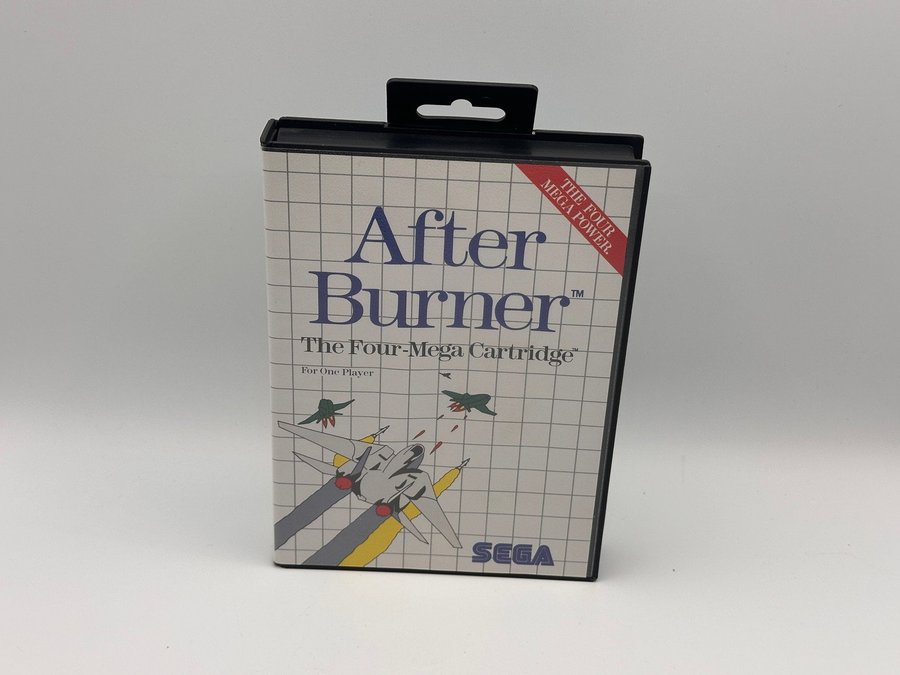 THE FOUR
MEGA POWER.
After
Burner™
The Four-Mega Cartridge™
For One Player
SEGA